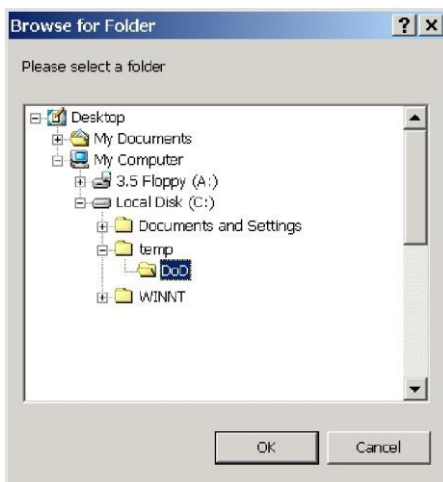 Browse for Folder
Please select a folder
Desktop
My Documents
My Computer
3.5 Floppy (A:)
Local Disk (C:)
Documents and Settings
temp
DoD
WINNT
OK Cancel